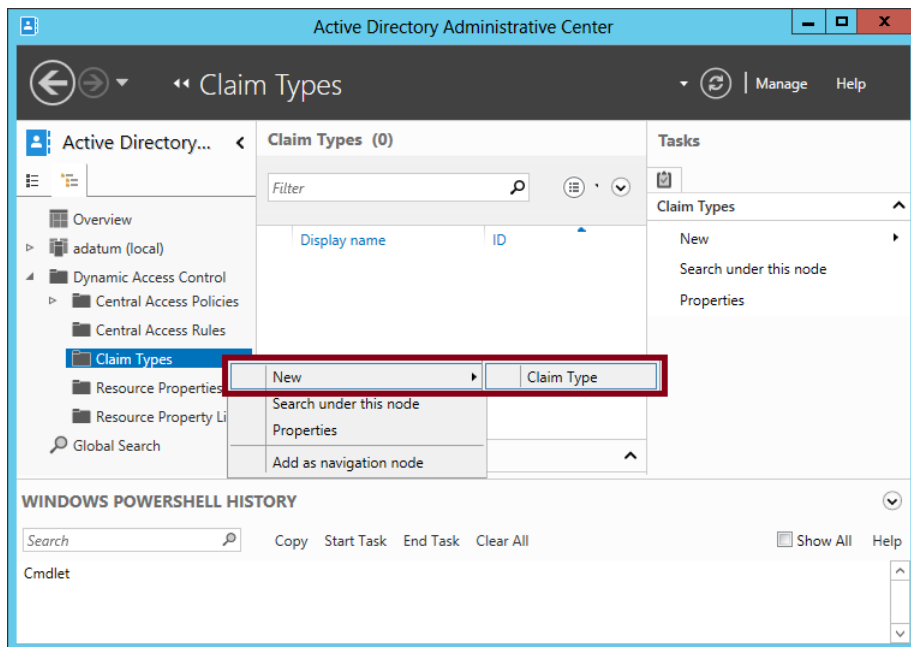 Active Directory Administrative Center
Claim Types
Manage
Help
Active Directory...
Overview
adatum (local)
Dynamic Access Control
Central Access Policies
Central Access Rules
Claim Types
Resource Properties
Resource Property Li
Global Search
Claim Types (0)
Filter
Display name
ID
New
Claim Type
Search under this node
Properties
Add as navigation node
Tasks
Claim Types
New
Search under this node
Properties
WINDOWS POWERSHELL HISTORY
Search
Copy
Start Task
End Task
Clear All
Show All
Help
Cmdlet